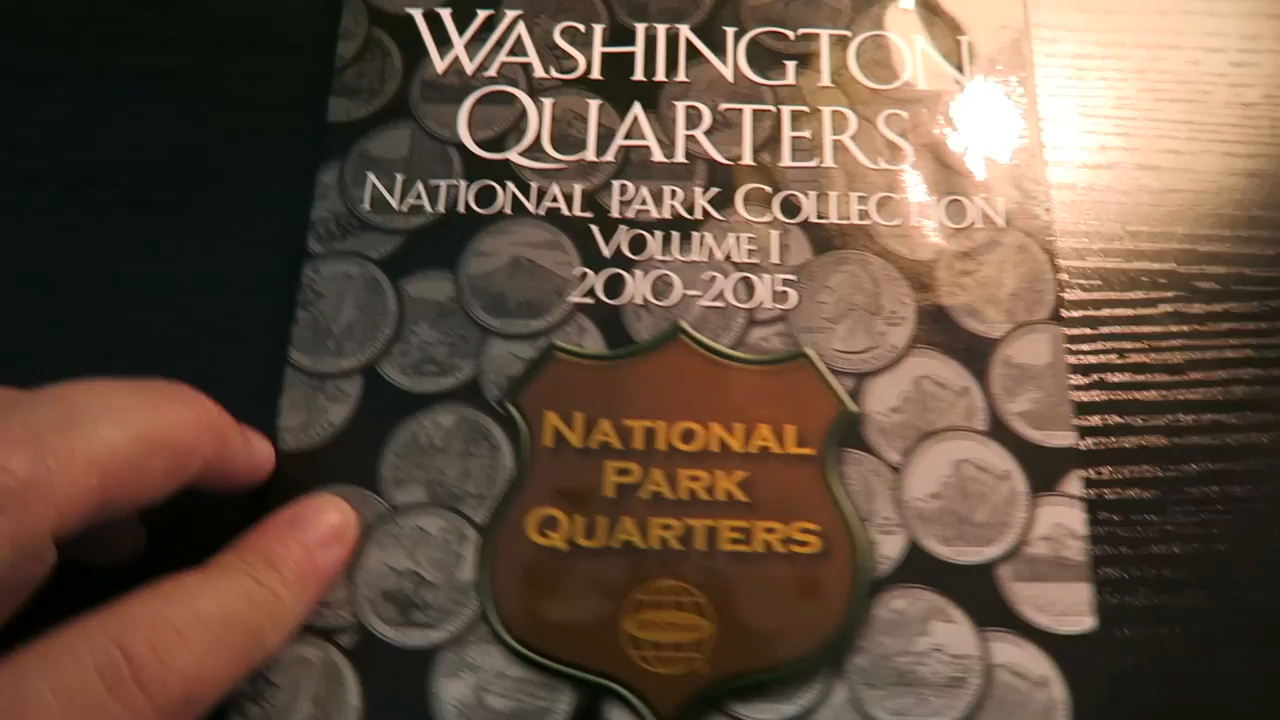 WASHINGTON
QUARTERS
NATIONAL PARK COLLECTION
VOLUME I
2010-2015
NATIONAL
PARK
QUARTERS